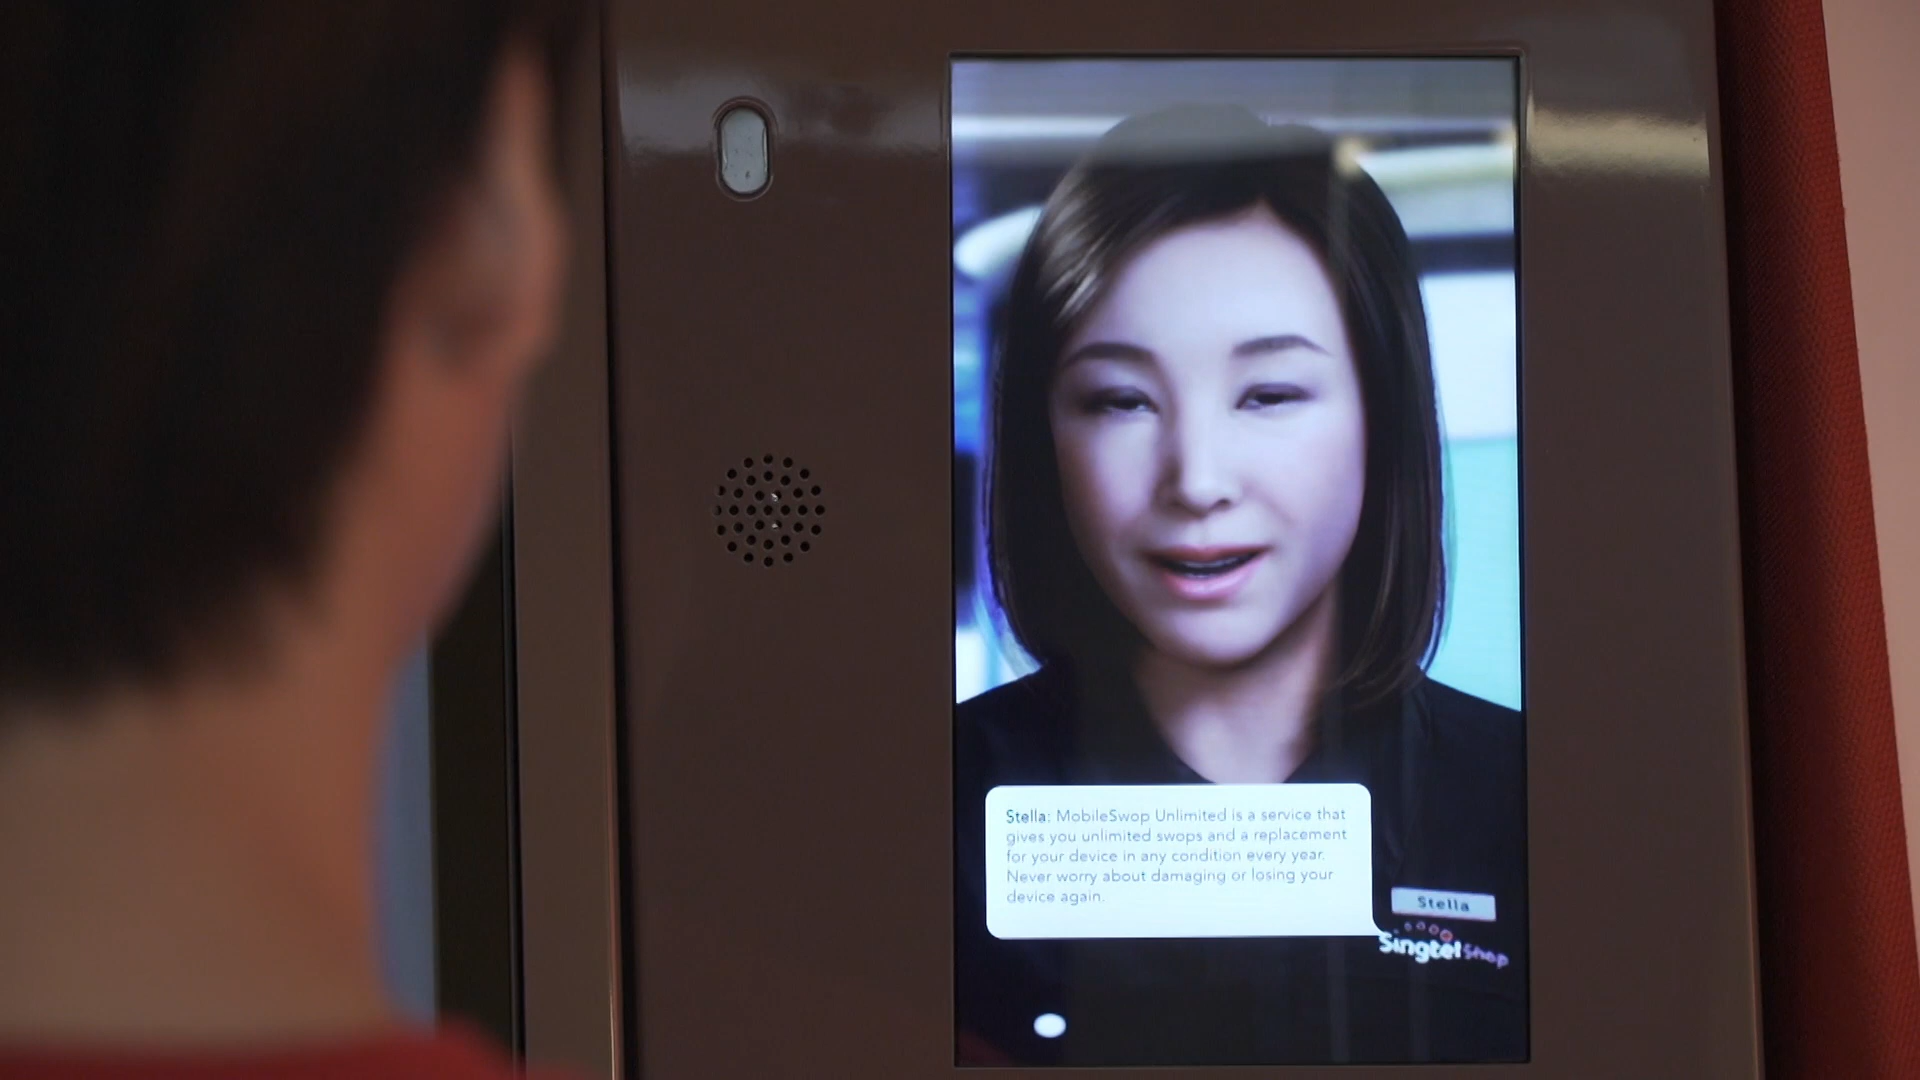 Stella: MobileSwop Unlimited is a service that
gives you unlimited swops and a replacement
for your device in any condition every year.
Never worry about damaging or losing your
device again.
Stella
Singtel Shop